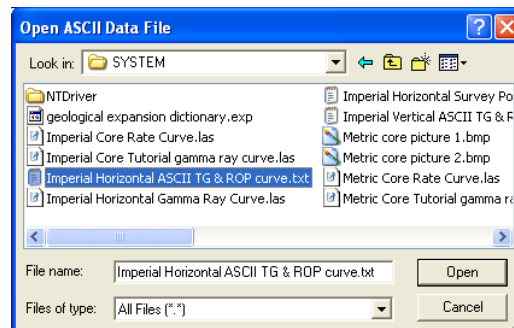 Open ASCII Data File
Look in: SYSTEM
NTDriver
geological expansion dictionary.exp
Imperial Core Rate Curve.las
Imperial Core Tutorial gamma ray curve.las
Imperial Horizontal ASCII TG & ROP curve.txt
Imperial Horizontal Gamma Ray Curve.las
Imperial Horizontal Survey Po
Imperial Vertical ASCII TG & R
Metric core picture 1.bmp
Metric core picture 2.bmp
Metric Core Rate Curve.las
Metric Core Tutorial gamma ra
File name: Imperial Horizontal ASCII TG & ROP curve.txt Open
Files of type: All Files (*.*) Cancel